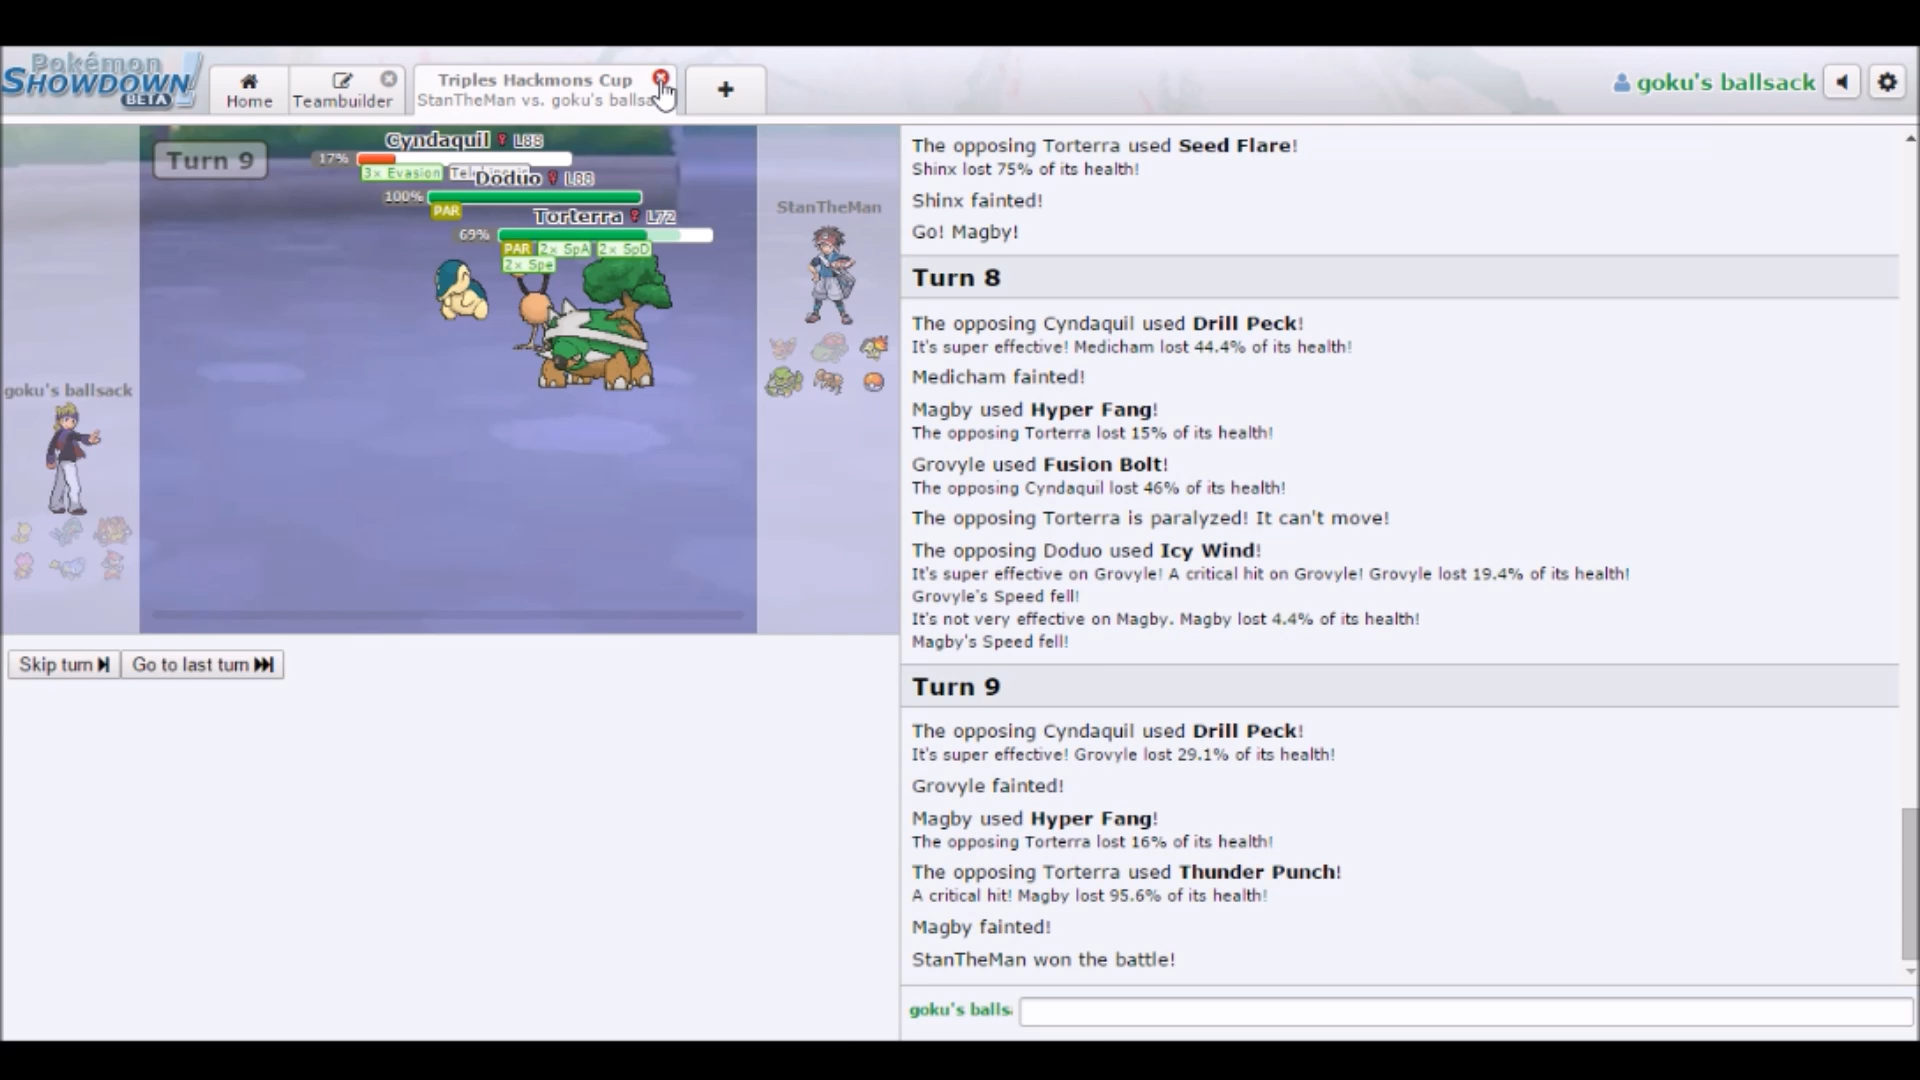 Pokémon
SHOWDOWN!
BETA
Home
Teambuilder
Triples Hackmons Cup
StanTheMan vs. goku's ballsa
+
goku's ballsack
Turn 9
Cyndaquil L88
17%
3x Evasion
Doduo L88
100%
PAR
Torterra L72
69%
PAR 2x SpA 2x SpD
2x Spe
StanTheMan
goku's ballsack
Skip turn
Go to last turn
The opposing Torterra used Seed Flare!
Shinx lost 75% of its health!
Shinx fainted!
Go! Magby!
Turn 8
The opposing Cyndaquil used Drill Peck!
It's super effective! Medicham lost 44.4% of its health!
Medicham fainted!
Magby used Hyper Fang!
The opposing Torterra lost 15% of its health!
Grovyle used Fusion Bolt!
The opposing Cyndaquil lost 46% of its health!
The opposing Torterra is paralyzed! It can't move!
The opposing Doduo used Icy Wind!
It's super effective on Grovyle! A critical hit on Grovyle! Grovyle lost 19.4% of its health!
Grovyle's Speed fell!
It's not very effective on Magby. Magby lost 4.4% of its health!
Magby's Speed fell!
Turn 9
The opposing Cyndaquil used Drill Peck!
It's super effective! Grovyle lost 29.1% of its health!
Grovyle fainted!
Magby used Hyper Fang!
The opposing Torterra lost 16% of its health!
The opposing Torterra used Thunder Punch!
A critical hit! Magby lost 95.6% of its health!
Magby fainted!
StanTheMan won the battle!
goku's balls